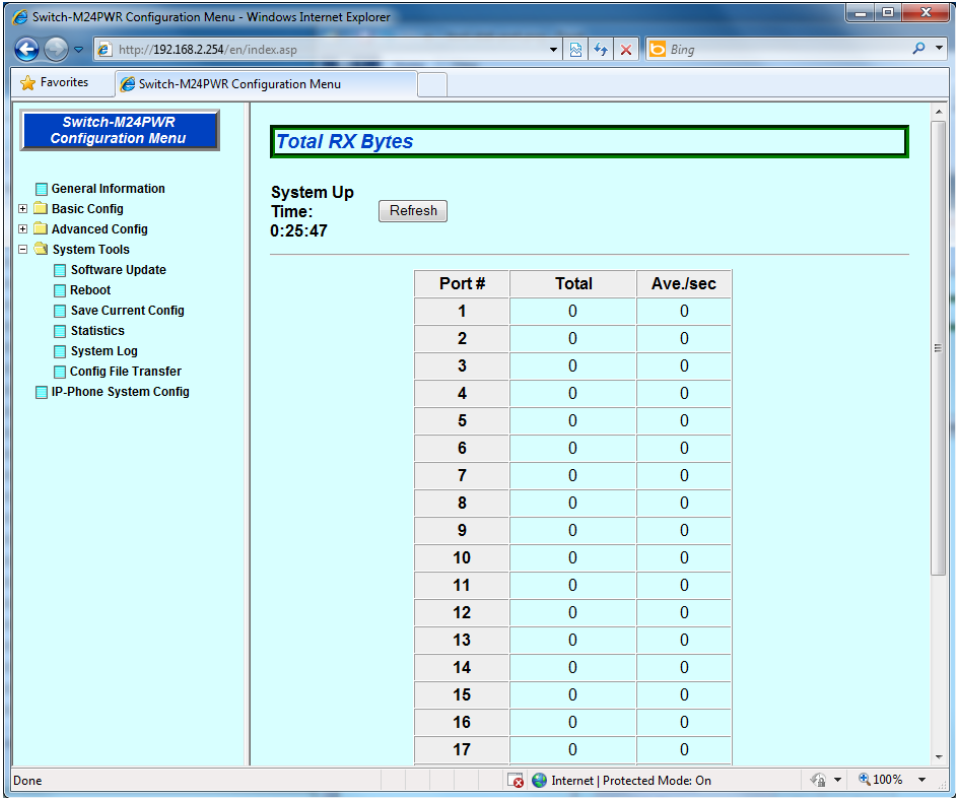 Switch-M24PWR Configuration Menu - Windows Internet Explorer
http://192.168.2.254/en/index.asp
Bing
Favorites
Switch-M24PWR Configuration Menu
Switch-M24PWR
Configuration Menu
General Information
Basic Config
Advanced Config
System Tools
Software Update
Reboot
Save Current Config
Statistics
System Log
Config File Transfer
IP-Phone System Config
Total RX Bytes
System Up
Time:
0:25:47
Refresh
Port # Total Ave./sec
1 0 0
2 0 0
3 0 0
4 0 0
5 0 0
6 0 0
7 0 0
8 0 0
9 0 0
10 0 0
11 0 0
12 0 0
13 0 0
14 0 0
15 0 0
16 0 0
17 0 0
Done
Internet | Protected Mode: On
100%